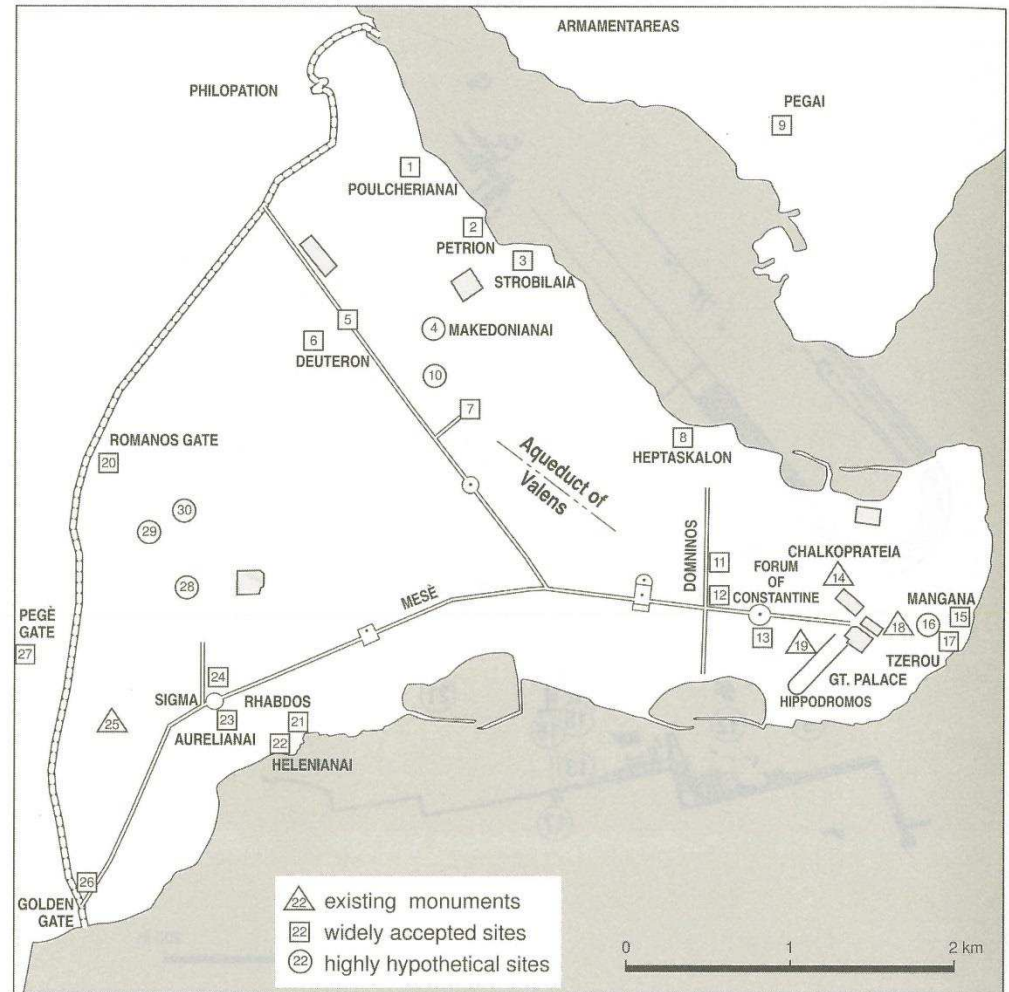 ARMAMENTAREAS
PHILOPATION
PEGAI
9
1
POULCHERIANAI
2
PETRION
3
STROBILAIA
5
4 MAKEDONIANAI
6
DEUTERON
10
7
8
HEPTASKALON
ROMANOS GATE
20
Aqueduct of
Valens
30
29
28
DOMNINOS
11
12
FORUM
OF
CONSTANTINE
13
CHALKOPRATEIA
14
MANGANA
15
16
17
18
19
TZEROU
GT. PALACE
HIPPODROMOS
MESÈ
PEGÈ
GATE
27
24
SIGMA
RHABDOS
23
21
25
AURELIANAI
22
HELENIANAI
26
GOLDEN
GATE
22 existing monuments
22 widely accepted sites
22 highly hypothetical sites
0 1 2 km